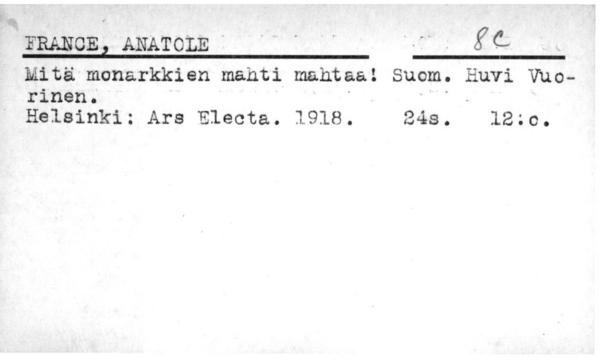 FRANCE, ANATOLE 8C
Mitä monarkkien mahti mahtaa! Suom. Huvi Vuo-
rinen.
Helsinki: Ars Electa. 1918. 24s. 12:o.